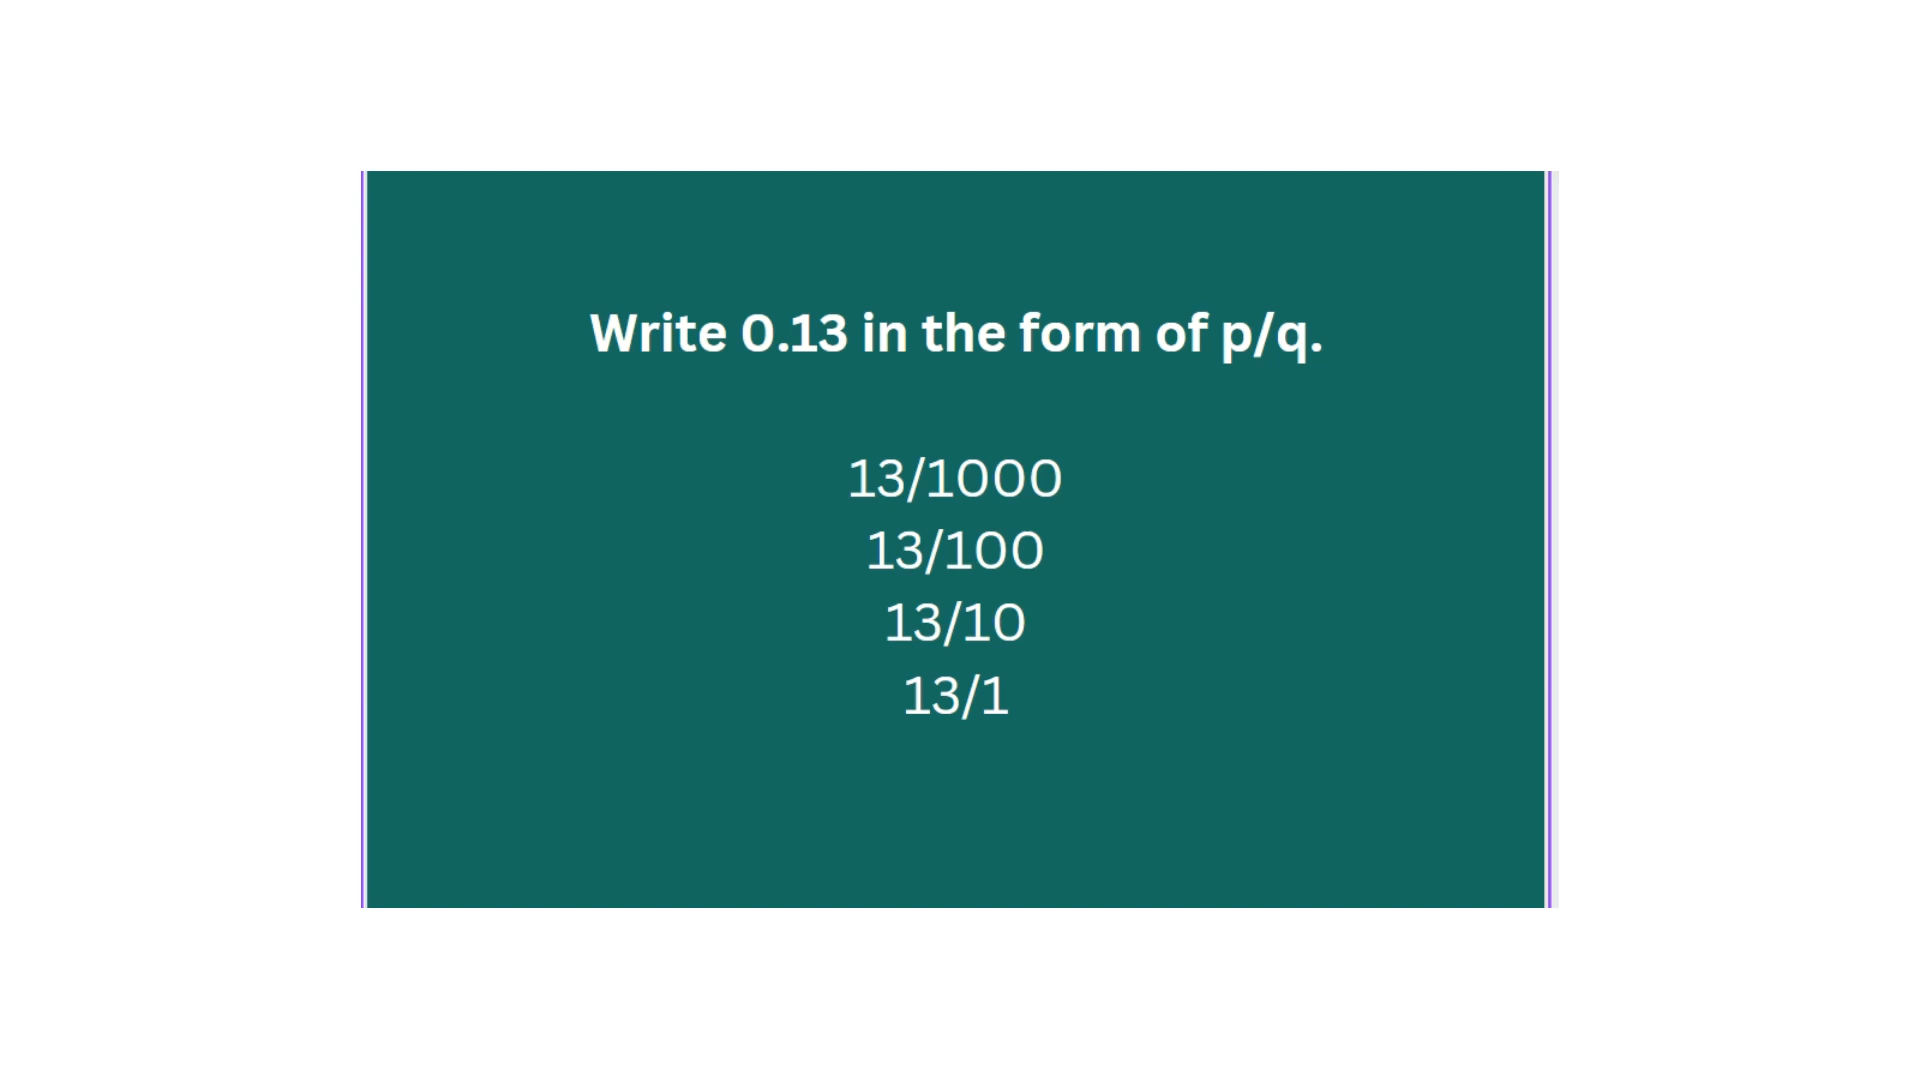 Write 0.13 in the form of p/q.
13/1000
13/100
13/10
13/1